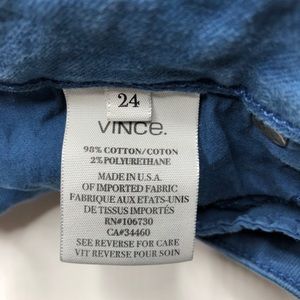 24
VINCE.
98% COTTON/COTON
2% POLYURETHANE
MADE IN U.S.A.
OF IMPORTED FABRIC
FABRIQUE AUX ETATS-UNIS
DE TISSUS IMPORTÉS
RN#106730
CA#34460
SEE REVERSE FOR CARE
VIT REVERSE POUR SOIN